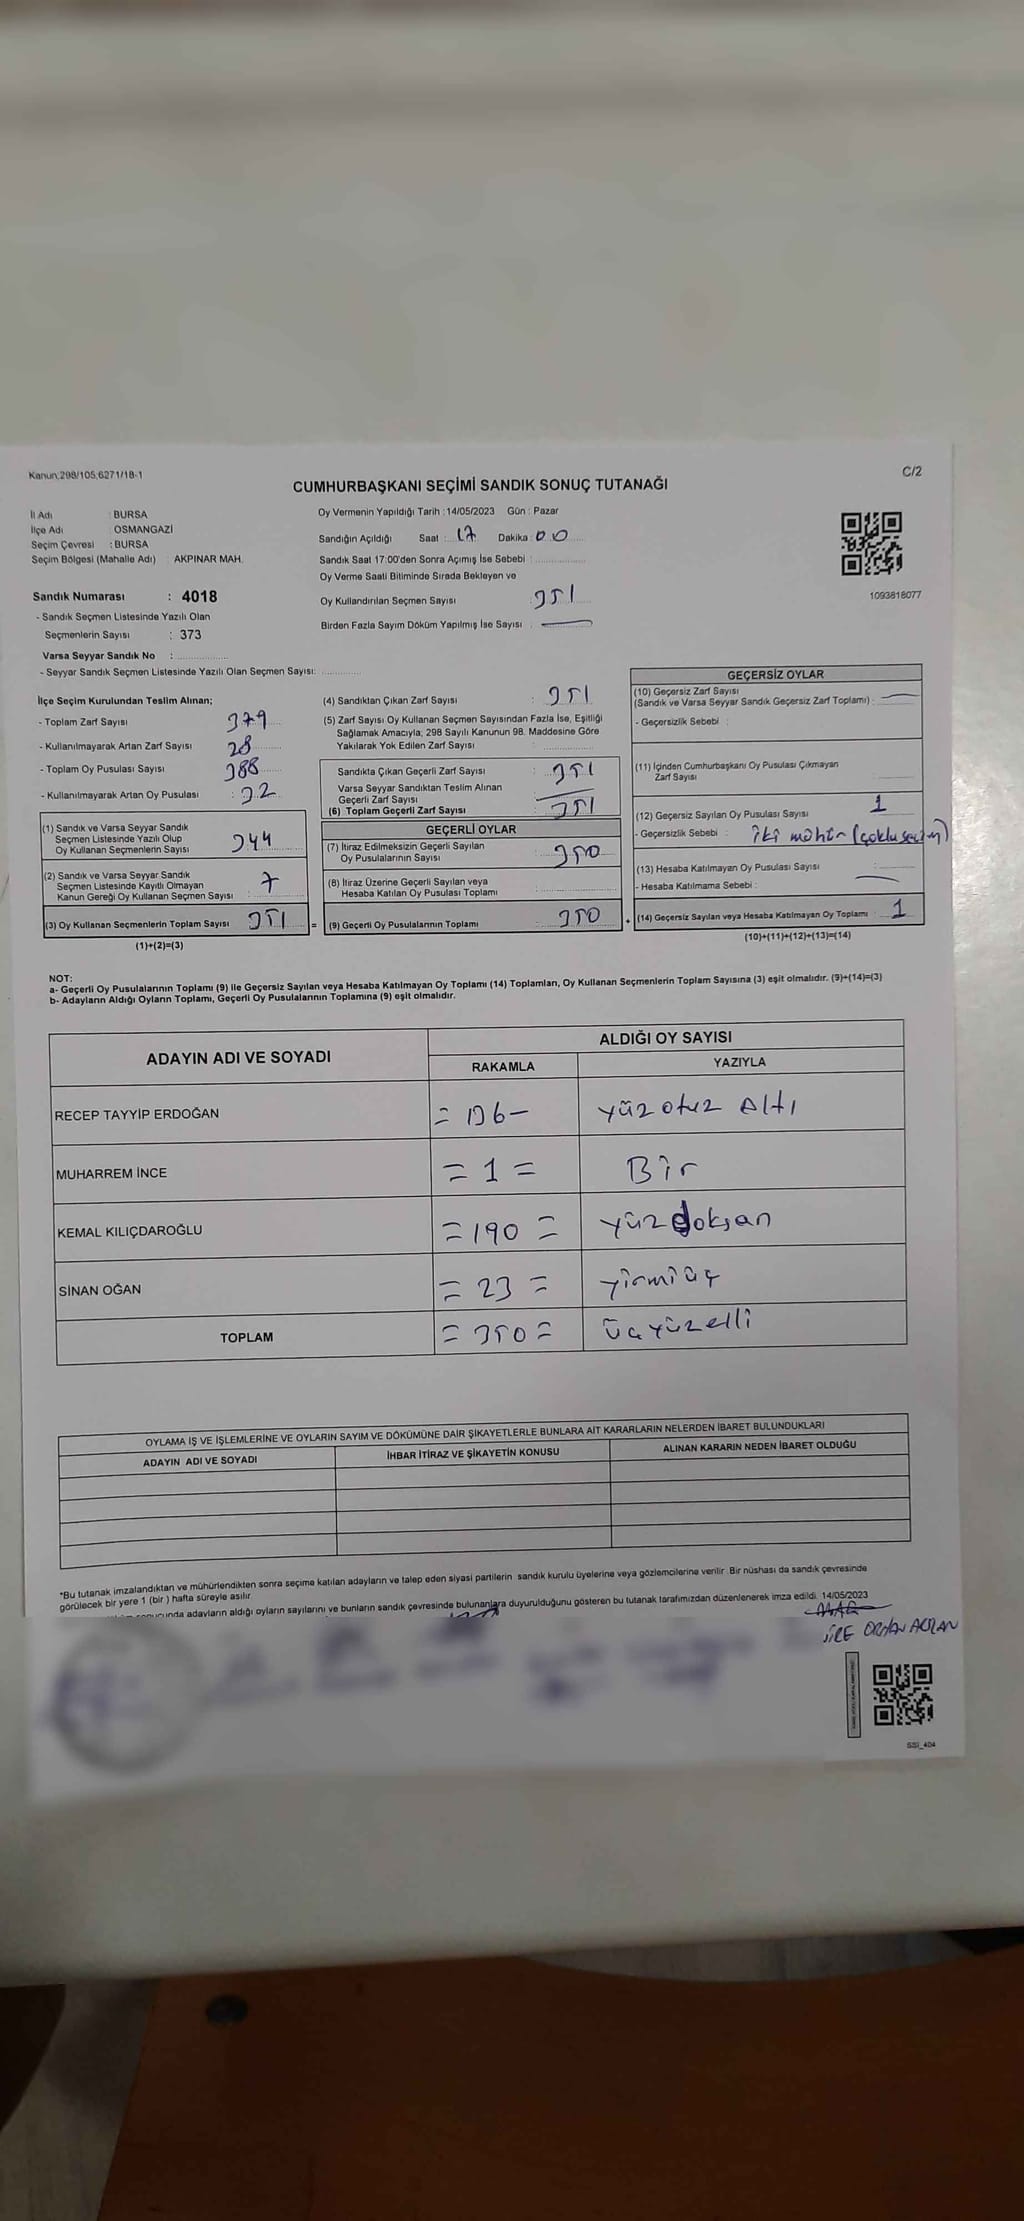 Kanun;298/105,6271/18-1
C/2
CUMHURBAŞKANI SEÇİMİ SANDIK SONUÇ TUTANAĞI
İl Adı : BURSA
İlçe Adı : OSMANGAZİ
Seçim Çevresi : BURSA
Seçim Bölgesi (Mahalle Adı) AKPINAR MAH.
Oy Vermenin Yapıldığı Tarih : 14/05/2023 Gün : Pazar
Sandığın Açıldığı Saat : 17 Dakika : 00
Sandık Saat 17:00'den Sonra Açımış İse Sebebi :
Oy Verme Saati Bitiminde Sırada Bekleyen ve
Oy Kullandırılan Seçmen Sayısı : 351
Birden Fazla Sayım Döküm Yapılmış İse Sayısı :
1093818077
Sandık Numarası : 4018
- Sandık Seçmen Listesinde Yazılı Olan
Seçmenlerin Sayısı : 373
Varsa Seyyar Sandık No :
- Seyyar Sandık Seçmen Listesinde Yazılı Olan Seçmen Sayısı:
İlçe Seçim Kurulundan Teslim Alınan;
- Toplam Zarf Sayısı : 379
- Kullanılmayarak Artan Zarf Sayısı : 28
- Toplam Oy Pusulası Sayısı : 388
- Kullanılmayarak Artan Oy Pusulası : 32
(1) Sandık ve Varsa Seyyar Sandık
Seçmen Listesinde Yazılı Olup
Oy Kullanan Seçmenlerin Sayısı : 344
(2) Sandık ve Varsa Seyyar Sandık
Seçmen Listesinde Kayıtlı Olmayan
Kanun Gereği Oy Kullanan Seçmen Sayısı : 7
(3) Oy Kullanan Seçmenlerin Toplam Sayısı 351 =
(1)+(2)=(3)
(4) Sandıktan Çıkan Zarf Sayısı : 351
(5) Zarf Sayısı Oy Kullanan Seçmen Sayısından Fazla İse, Eşitliği
Sağlamak Amacıyla, 298 Sayılı Kanunun 98. Maddesine Göre
Yakılarak Yok Edilen Zarf Sayısı :
Sandıkta Çıkan Geçerli Zarf Sayısı : 351
Varsa Seyyar Sandıktan Teslim Alınan
Geçerli Zarf Sayısı :
(6) Toplam Geçerli Zarf Sayısı : 351
GEÇERLİ OYLAR
(7) İtiraz Edilmeksizin Geçerli Sayılan
Oy Pusulalarının Sayısı : 350
(8) İtiraz Üzerine Geçerli Sayılan veya
Hesaba Katılan Oy Pusulası Toplamı :
(9) Geçerli Oy Pusulalarının Toplamı : 350 +
GEÇERSİZ OYLAR
(10) Geçersiz Zarf Sayısı
(Sandık ve Varsa Seyyar Sandık Geçersiz Zarf Toplamı) :
- Geçersizlik Sebebi :
(11) İçinden Cumhurbaşkanı Oy Pusulası Çıkmayan
Zarf Sayısı
(12) Geçersiz Sayılan Oy Pusulası Sayısı : 1
- Geçersizlik Sebebi : iki mühür (çoklu seçim)
(13) Hesaba Katılmayan Oy Pusulası Sayısı :
- Hesaba Katılmama Sebebi :
(14) Geçersiz Sayılan veya Hesaba Katılmayan Oy Toplamı : 1
(10)+(11)+(12)+(13)=(14)
NOT:
a- Geçerli Oy Pusulalarının Toplamı (9) ile Geçersiz Sayılan veya Hesaba Katılmayan Oy Toplamı (14) Toplamları, Oy Kullanan Seçmenlerin Toplam Sayısına (3) eşit olmalıdır. (9)+(14)=(3)
b- Adayların Aldığı Oyların Toplamı, Geçerli Oy Pusulalarının Toplamına (9) eşit olmalıdır.
ADAYIN ADI VE SOYADI ALDIĞI OY SAYISI
RAKAMLA YAZIYLA
RECEP TAYYİP ERDOĞAN = 136 - yüz otuz Altı
MUHARREM İNCE = 1 = Bir
KEMAL KILIÇDAROĞLU = 190 = yüzdoksan
SİNAN OĞAN = 23 = yirmiüç
TOPLAM = 350 = üçyüzelli
OYLAMA İŞ VE İŞLEMLERİNE VE OYLARIN SAYIM VE DÖKÜMÜNE DAİR ŞİKAYETLERLE BUNLARA AİT KARARLARIN NELERDEN İBARET BULUNDUKLARI
ADAYIN ADI VE SOYADI İHBAR İTİRAZ VE ŞİKAYETİN KONUSU ALINAN KARARIN NEDEN İBARET OLDUĞU
*Bu tutanak imzalandıktan ve mühürlendikten sonra seçime katılan adayların ve talep eden siyasi partilerin sandık kurulu üyelerine veya gözlemcilerine verilir. Bir nüshası da sandık çevresinde
görülecek bir yere 1 (bir) hafta süreyle asılır.
adayların aldığı oyların sayılarını ve bunların sandık çevresinde bulunanlara duyurulduğunu gösteren bu tutanak tarafımızdan düzenlenerek imza edildi. 14/05/2023
SSI_404